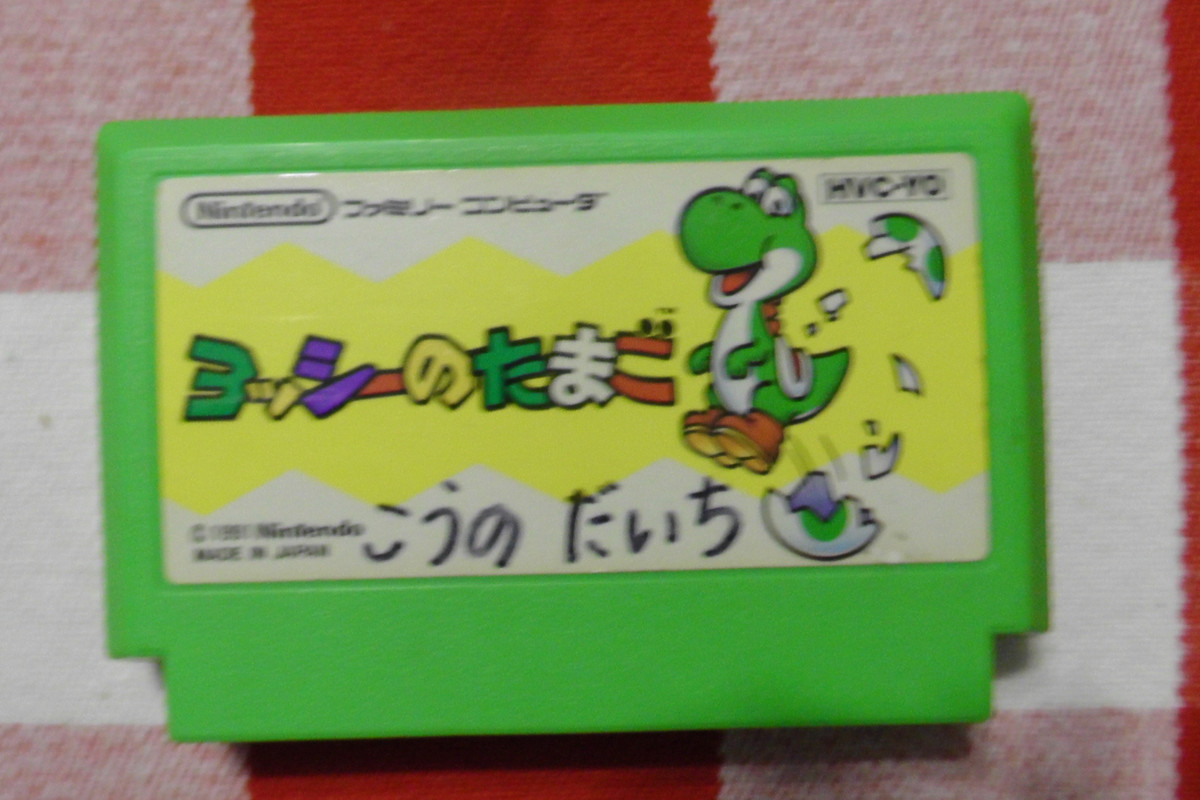 Nintendo ファミリー コンピュータ
HVC-YO
ヨッシーのたまご ™
© 1991 Nintendo
MADE IN JAPAN
こうの だいち